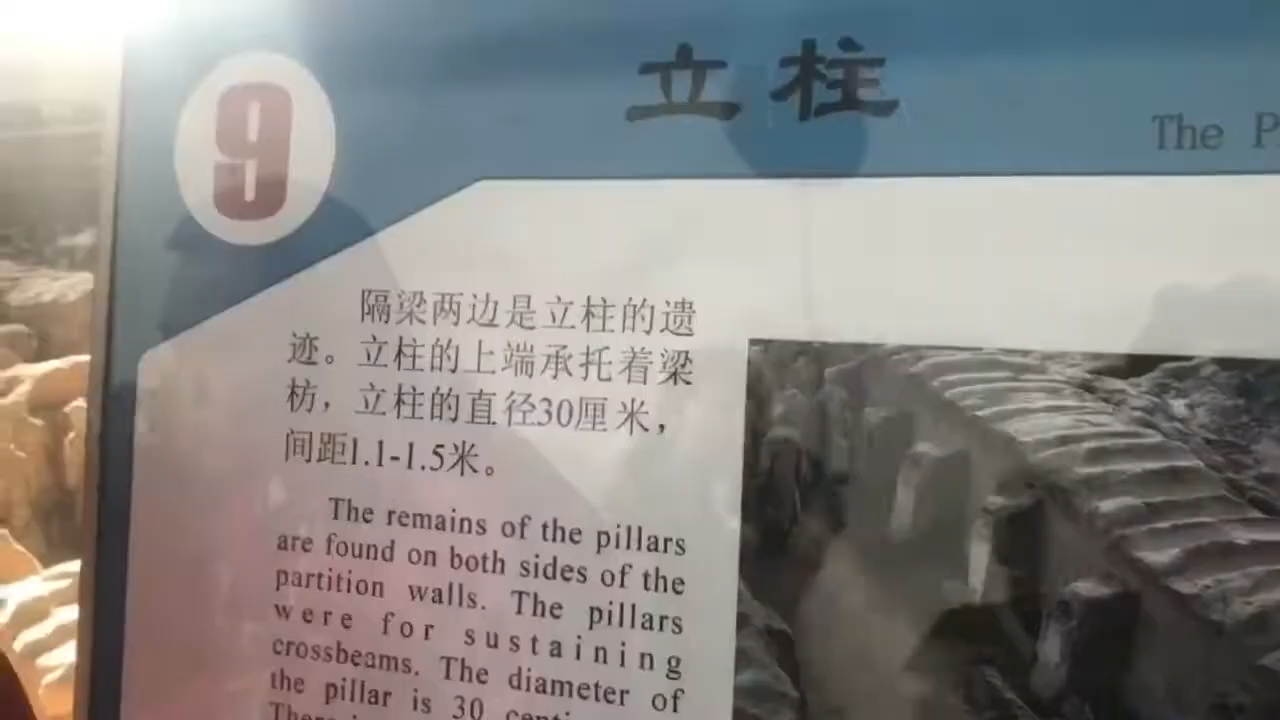 9
立柱
The
隔梁两边是立柱的遗
迹。立柱的上端承托着梁
枋，立柱的直径30厘米，
间距1.1-1.5米。
The remains of the pillars
are found on both sides of the
partition walls. The pillars
were for sustaining
crossbeams. The diameter of
the pillar is 30
There